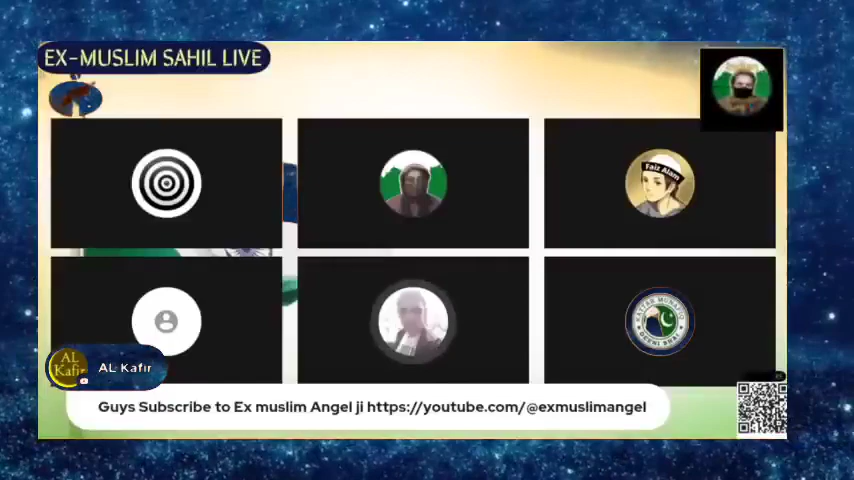 EX-MUSLIM SAHIL LIVE
Faiz Alam
AL
Kafir
AL Kafir
Guys Subscribe to Ex muslim Angel ji https://youtube.com/@exmuslimangel